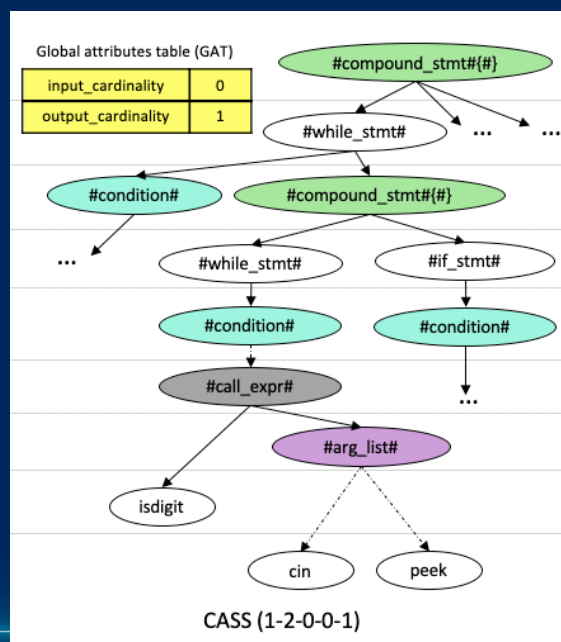 Global attributes table (GAT)
input_cardinality 0
output_cardinality 1
#compound_stmt#{#}
#while_stmt#
...
...
#condition#
#compound_stmt#{#}
...
#while_stmt#
#if_stmt#
#condition#
#condition#
#call_expr#
...
#arg_list#
isdigit
cin
peek
CASS (1-2-0-0-1)